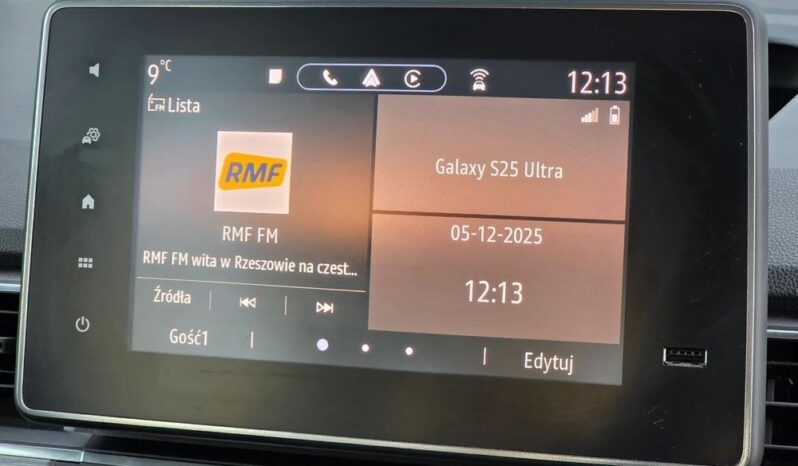 9°C
12:13
FM Lista
RMF
RMF FM
RMF FM wita w Rzeszowie na czest...
Źródła
Gość1
Galaxy S25 Ultra
05-12-2025
12:13
Edytuj